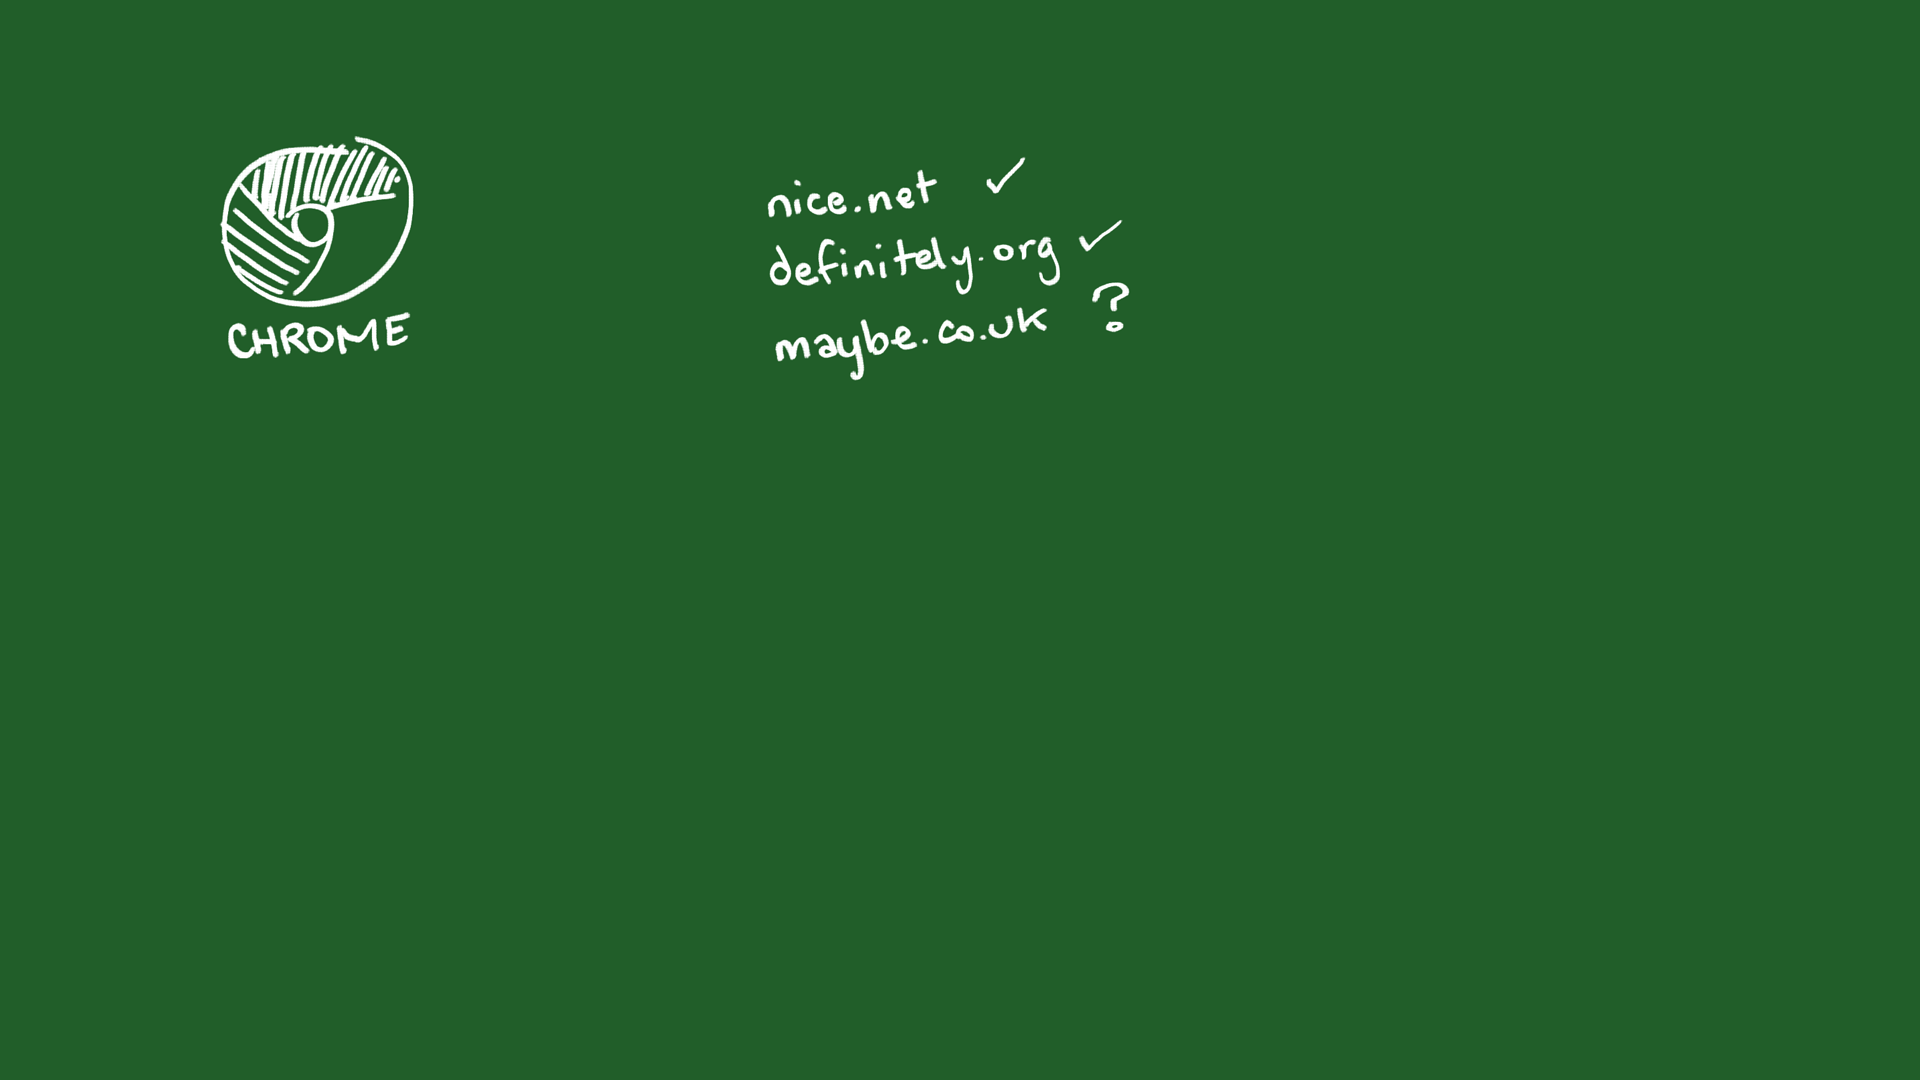 nice.net ✓
definitely.org ✓
maybe.co.uk ?
CHROME